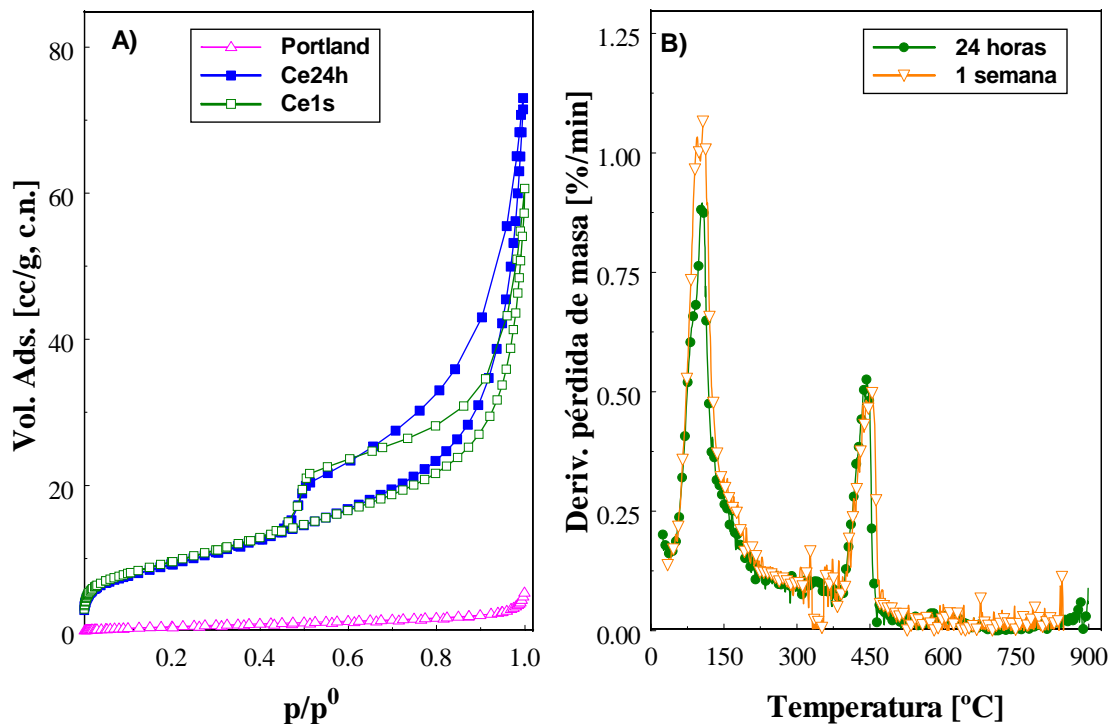 A)
Portland
Ce24h
Ce1s
Vol. Ads. [cc/g, c.n.]
80
60
40
20
0
0.2 0.4 0.6 0.8 1.0
p/p⁰
B)
24 horas
1 semana
Deriv. pérdida de masa [%/min]
1.25
1.00
0.75
0.50
0.25
0.00
0 150 300 450 600 750 900
Temperatura [ºC]